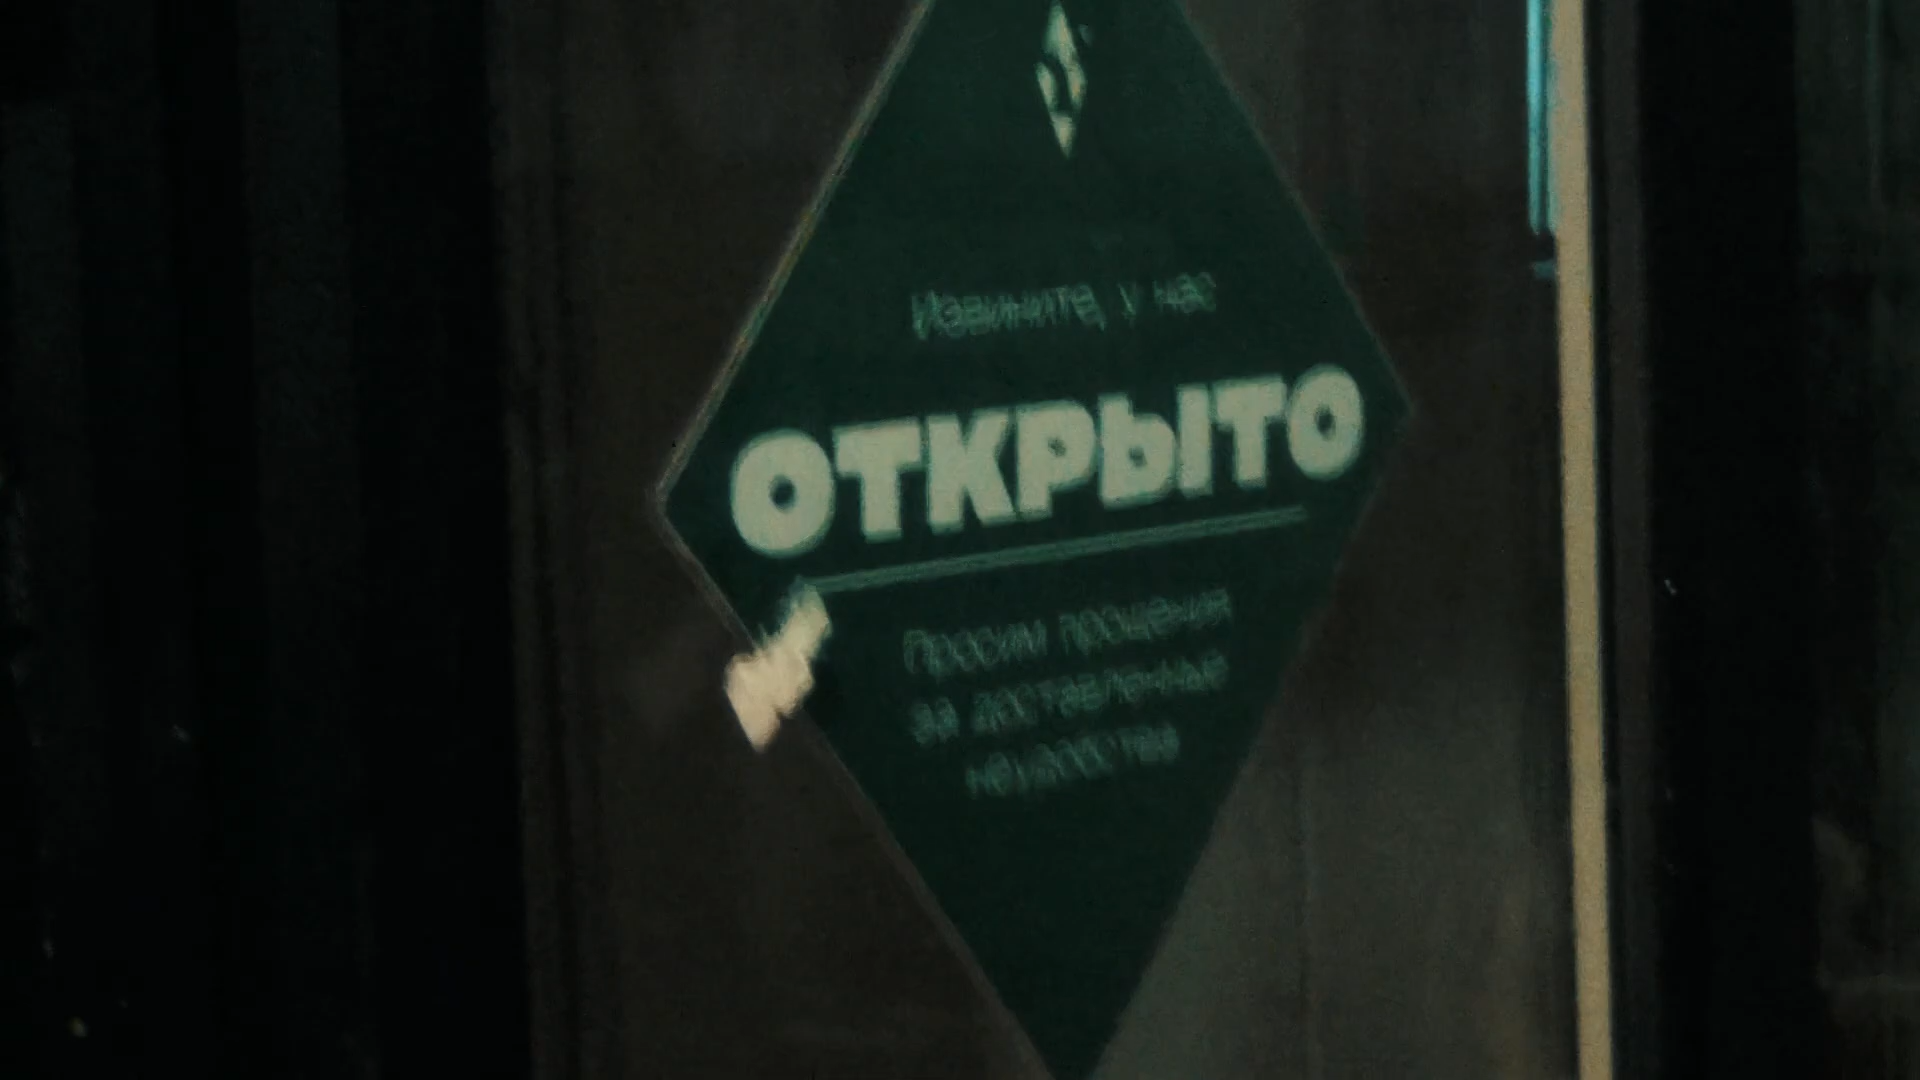 Извините, у нас
ОТКРЫТО
Просим прощения
за доставленные
неудобства